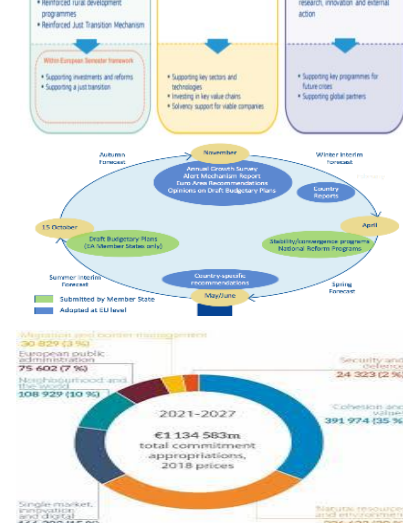 • Reinforced rural development
programmes
• Reinforced Just Transition Mechanism
research, innovation and external
action
Within European Semester framework
• Supporting investments and reforms
• Supporting a just transition
• Supporting key sectors and
technologies
• Investing in key value chains
• Solvency support for viable companies
• Supporting key programmes for
future crises
• Supporting global partners
November
Autumn
Forecast
Winter Interim
Forecast
Annual Growth Survey
Alert Mechanism Report
Euro Area Recommendations
Opinions on Draft Budgetary Plans
Country
Reports
15 October
April
Draft Budgetary Plans
(EA Member States only)
Stability/convergence programs
National Reform Programs
Summer Interim
Forecast
Country-specific
recommendations
Spring
Forecast
May/June
Submitted by Member State
Adopted at EU level
Migration and border management
30 829 (3 %)
European public
administration
75 602 (7 %)
Neighbourhood and
the world
108 929 (10 %)
Security and
defence
24 323 (2 %)
Cohesion and
values
391 974 (35 %
2021-2027
€1 134 583m
total commitment
appropriations,
2018 prices
Single market,
innovation
and digital
Natural resources
and environment